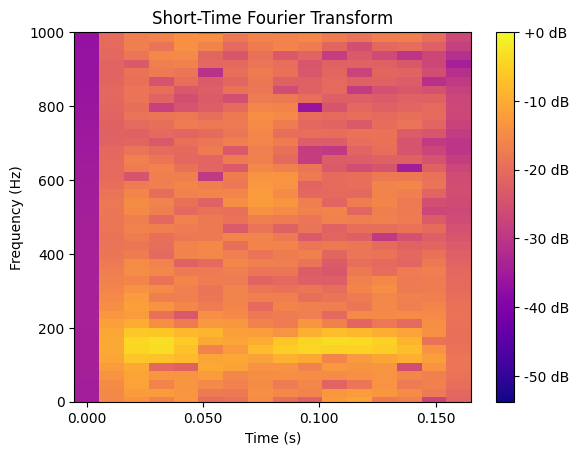 Short-Time Fourier Transform
1000
800
600
400
200
0
Frequency (Hz)
0.000
0.050
0.100
0.150
Time (s)
+0 dB
-10 dB
-20 dB
-30 dB
-40 dB
-50 dB